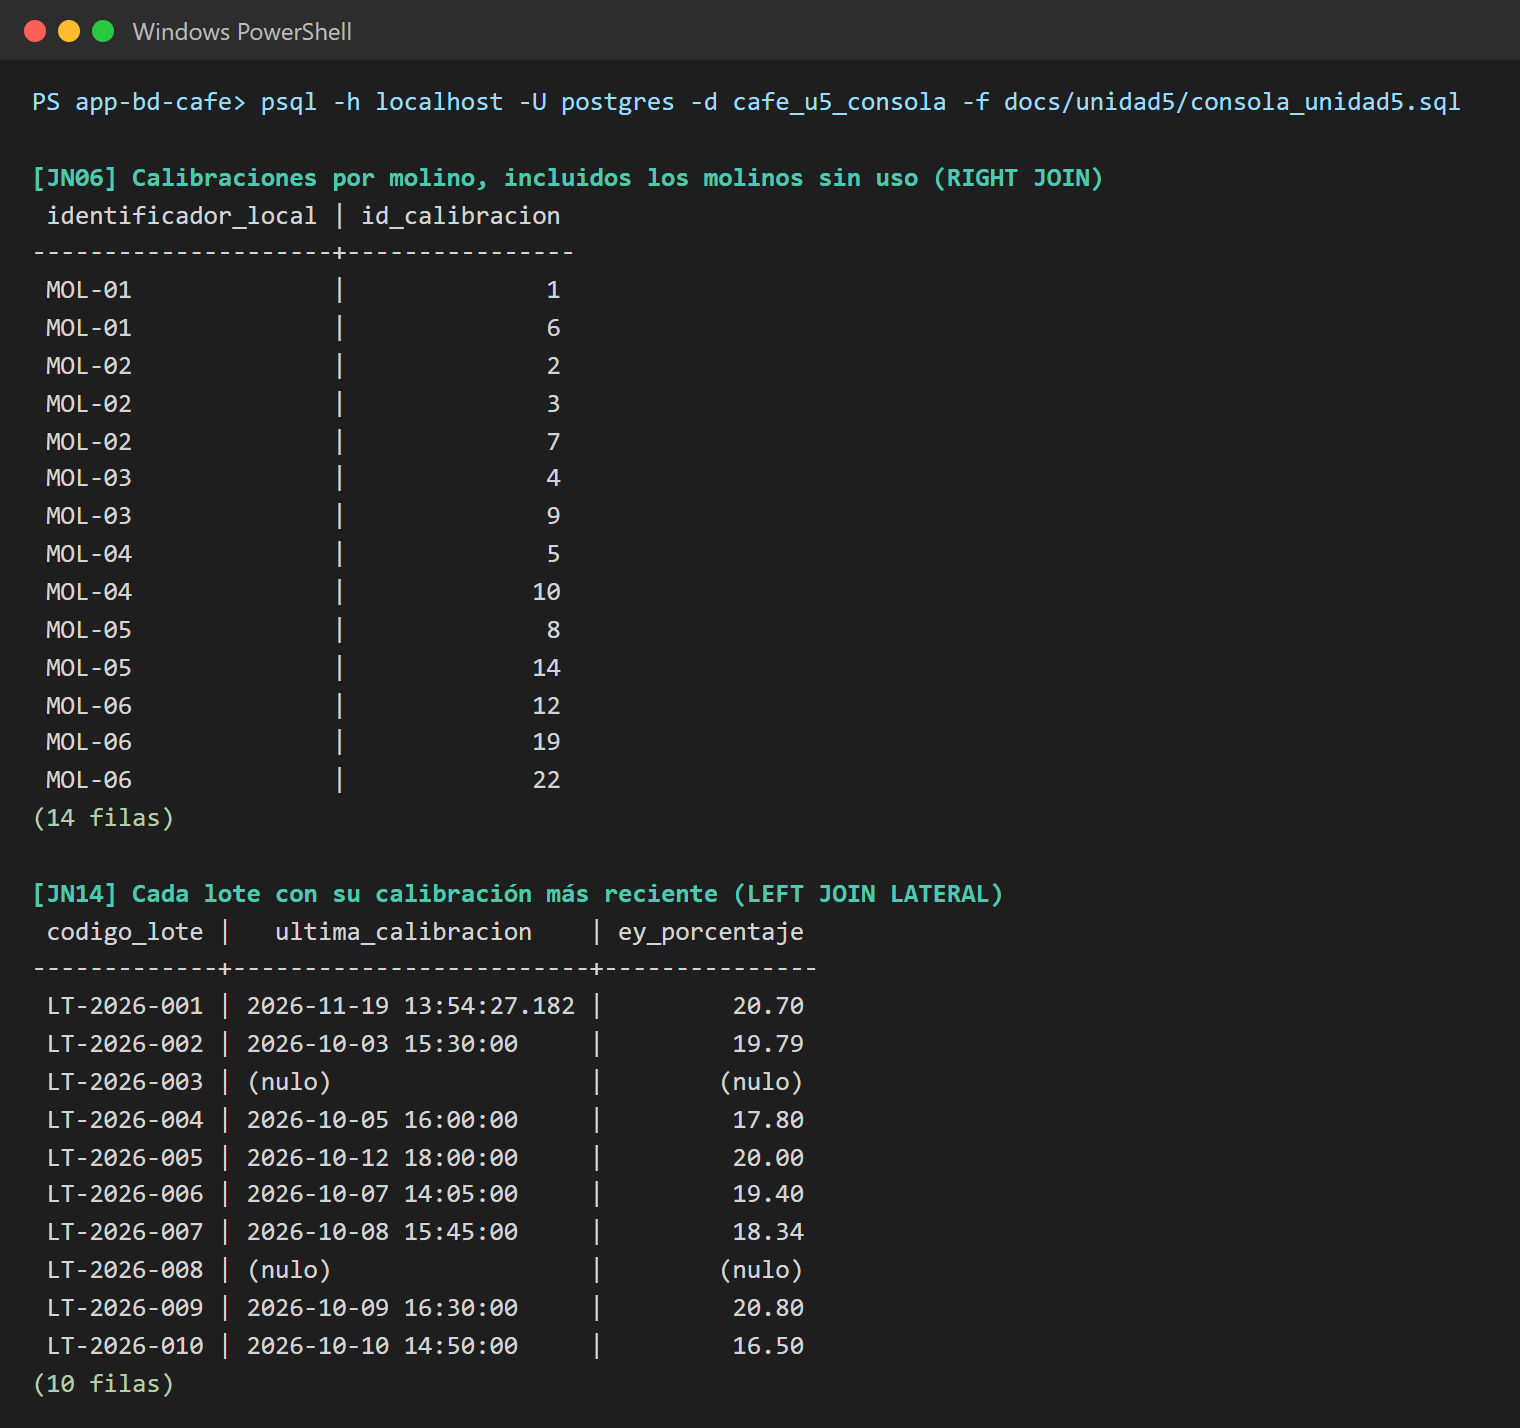 Windows PowerShell
PS app-bd-cafe> psql -h localhost -U postgres -d cafe_u5_consola -f docs/unidad5/consola_unidad5.sql
[JN06] Calibraciones por molino, incluidos los molinos sin uso (RIGHT JOIN)
 identificador_local | id_calibracion
---------------------+----------------
 MOL-01              |              1
 MOL-01              |              6
 MOL-02              |              2
 MOL-02              |              3
 MOL-02              |              7
 MOL-03              |              4
 MOL-03              |              9
 MOL-04              |              5
 MOL-04              |             10
 MOL-05              |              8
 MOL-05              |             14
 MOL-06              |             12
 MOL-06              |             19
 MOL-06              |             22
(14 filas)
[JN14] Cada lote con su calibración más reciente (LEFT JOIN LATERAL)
 codigo_lote |   ultima_calibracion    | ey_porcentaje
-------------+-------------------------+---------------
 LT-2026-001 | 2026-11-19 13:54:27.182 |         20.70
 LT-2026-002 | 2026-10-03 15:30:00     |         19.79
 LT-2026-003 | (nulo)                  |        (nulo)
 LT-2026-004 | 2026-10-05 16:00:00     |         17.80
 LT-2026-005 | 2026-10-12 18:00:00     |         20.00
 LT-2026-006 | 2026-10-07 14:05:00     |         19.40
 LT-2026-007 | 2026-10-08 15:45:00     |         18.34
 LT-2026-008 | (nulo)                  |        (nulo)
 LT-2026-009 | 2026-10-09 16:30:00     |         20.80
 LT-2026-010 | 2026-10-10 14:50:00     |         16.50
(10 filas)